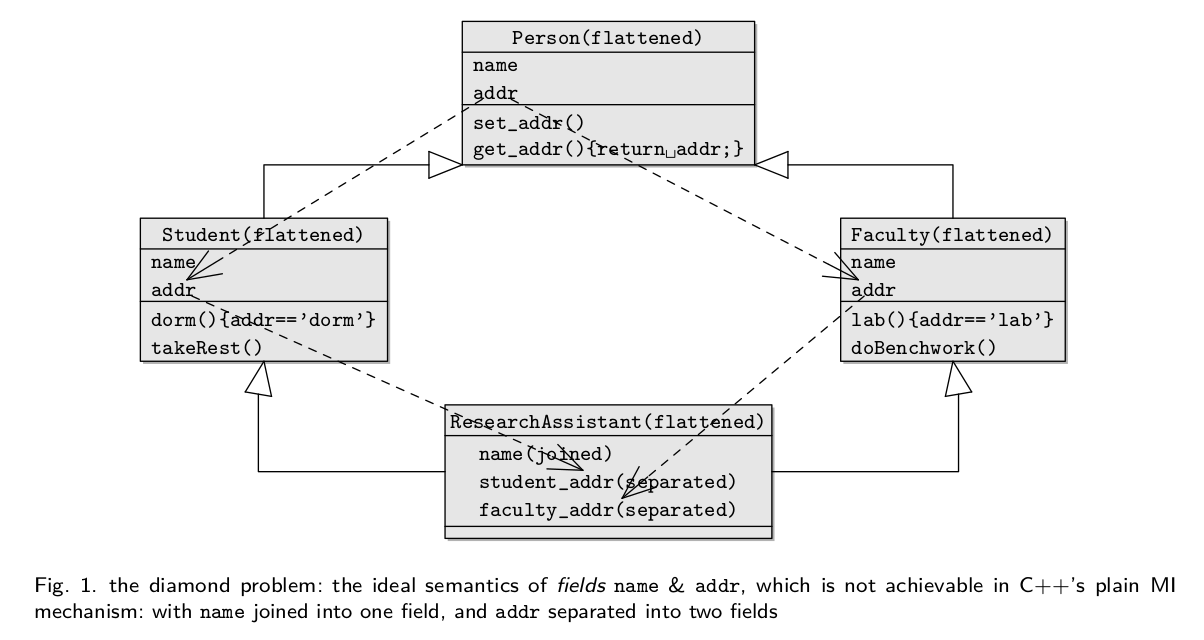 Person(flattened)
name
addr
set_addr()
get_addr(){return␣addr;}
Student(flattened)
name
addr
dorm(){addr=='dorm'}
takeRest()
Faculty(flattened)
name
addr
lab(){addr=='lab'}
doBenchwork()
ResearchAssistant(flattened)
name(joined)
student_addr(separated)
faculty_addr(separated)
Fig. 1. the diamond problem: the ideal semantics of fields name & addr, which is not achievable in C++'s plain MI
mechanism: with name joined into one field, and addr separated into two fields